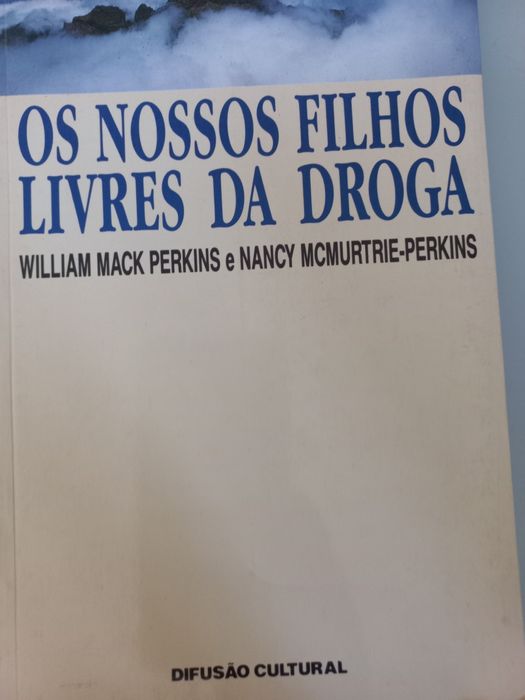 OS NOSSOS FILHOS
LIVRES DA DROGA
WILLIAM MACK PERKINS e NANCY MCMURTRIE-PERKINS
DIFUSÃO CULTURAL